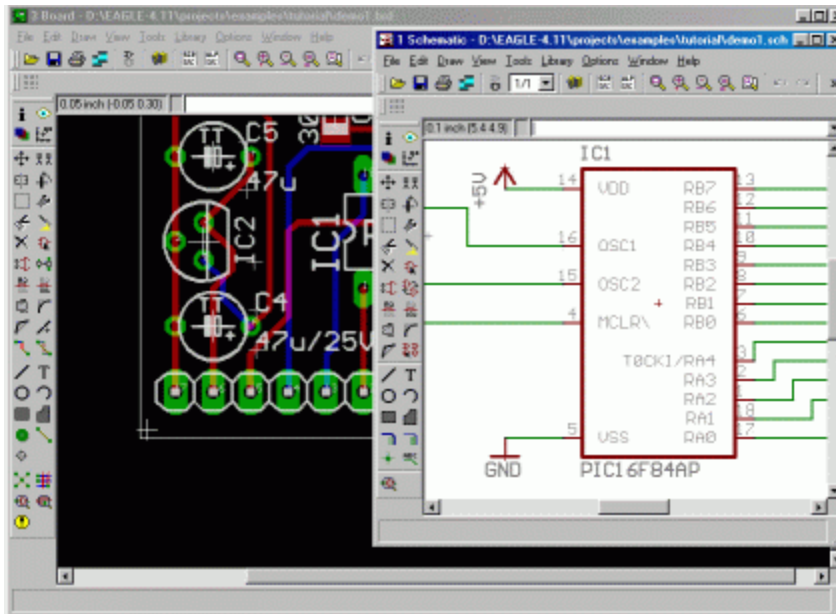 3 Board - D:\EAGLE-4.11\projects\examples\tutorial\demo1.brd
File Edit Draw View Tools Library Options Window Help
0.05 inch (-0.05 0.30)
C5
47u
IC2
IC1
C4
47u/25V
1 Schematic - D:\EAGLE-4.11\projects\examples\tutorial\demo1.sch
File Edit Draw View Tools Library Options Window Help
1/1
0.1 inch (5.4 4.9)
IC1
+5V
14 VDD RB7 13
RB6 12
RB5 11
16 OSC1 RB4 10
RB3 9
15 OSC2 RB2 8
RB1 7
4 MCLR\ RB0 6
T0CK1/RA4 3
RA3 2
RA2 1
RA1 18
5 VSS RA0 17
GND
PIC16F84AP